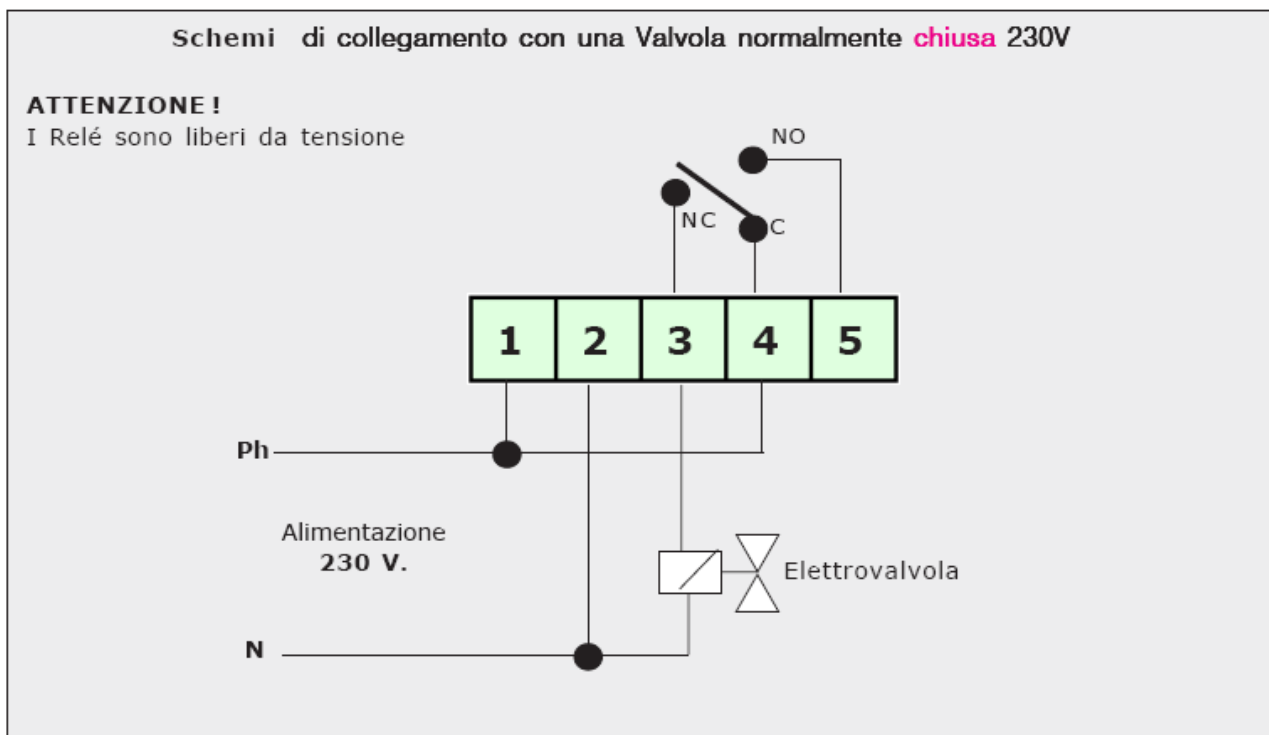 Schemi di collegamento con una Valvola normalmente chiusa 230V
ATTENZIONE!
I Relé sono liberi da tensione
NO
NC
C
1 2 3 4 5
Ph
Alimentazione
230 V.
Elettrovalvola
N